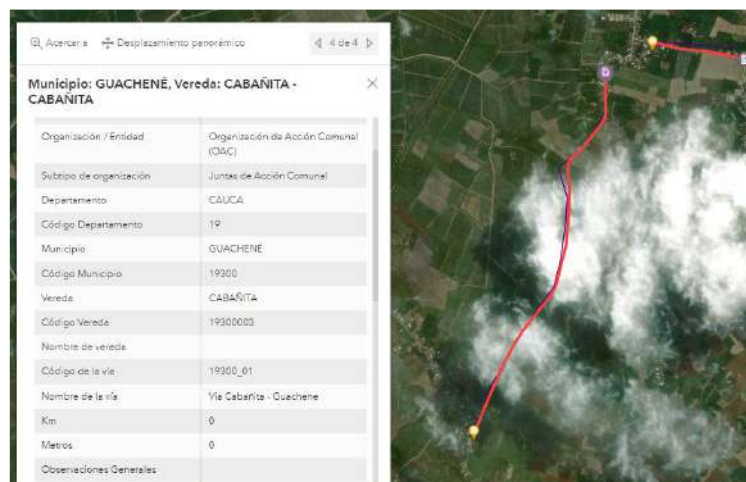 Acercar a Desplazamiento panorámico 4 de 4
Municipio: GUACHENÉ, Vereda: CABAÑITA -
CABAÑITA
Organización / Entidad Organización de Acción Comunal
(OAC)
Subtipo de organización Juntas de Acción Comunal
Departamento CAUCA
Código Departamento 19
Municipio GUACHENÉ
Código Municipio 19300
Vereda CABAÑITA
Código Vereda 19300003
Nombre de vereda
Código de la vía 19300_01
Nombre de la vía Vía Cabañita - Guachene
Km 0
Metros 0
Observaciones Generales
D